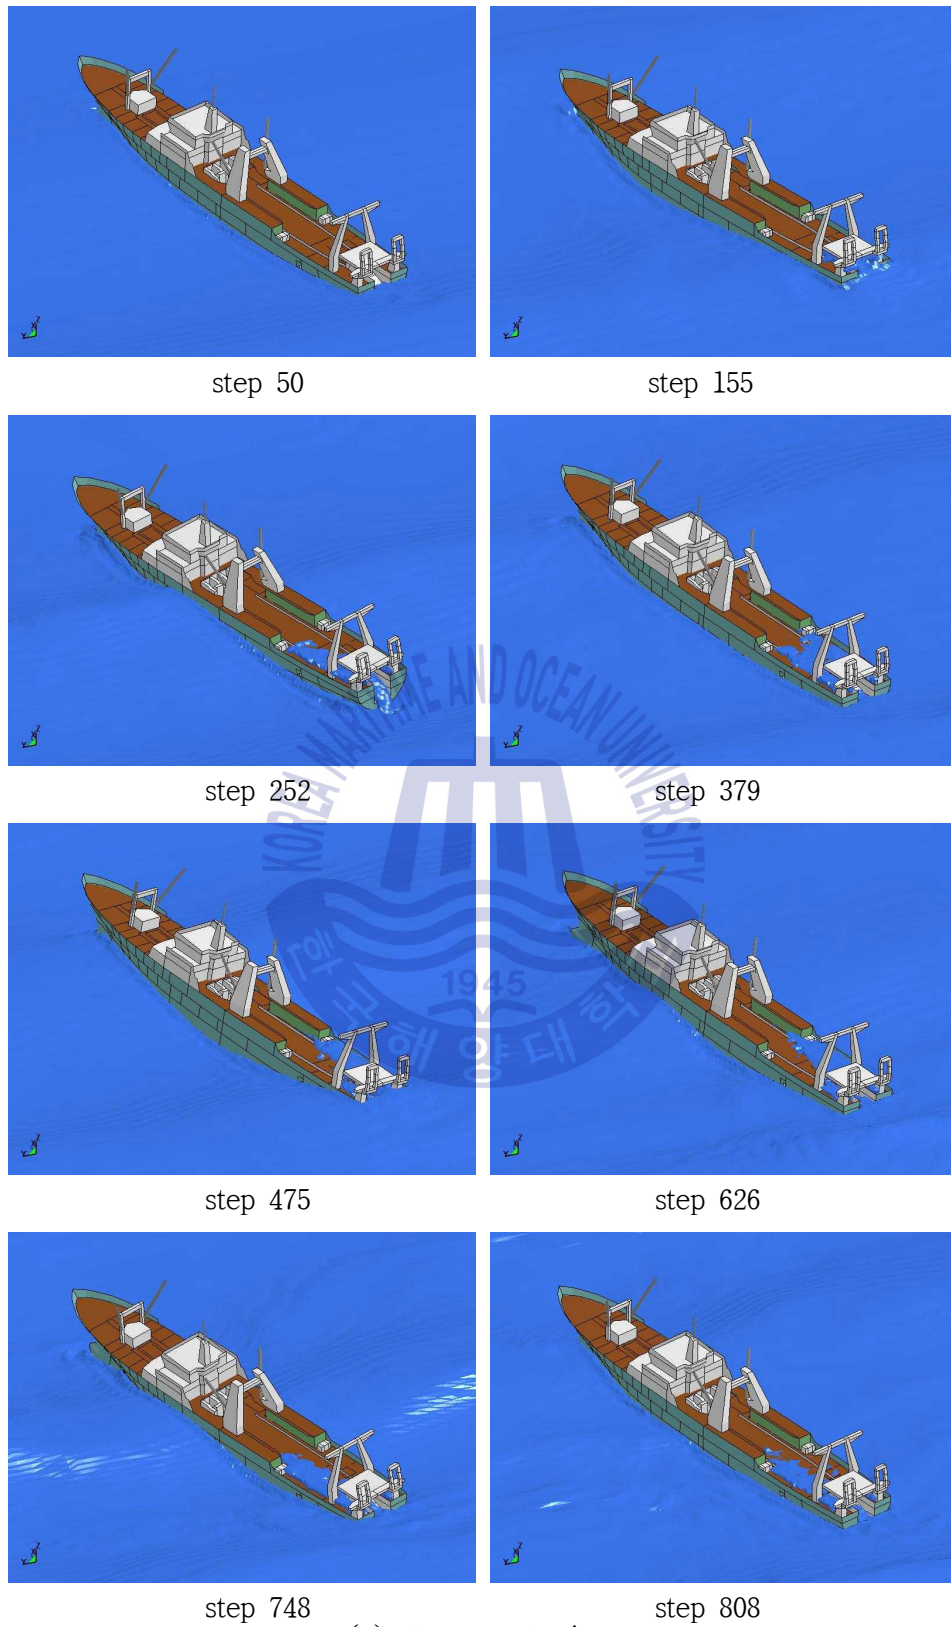 step 50
step 155
step 252
step 379
KOREA MARITIME AND OCEAN UNIVERSITY
step 475
step 626
1945
한국해양대학
step 748
step 808